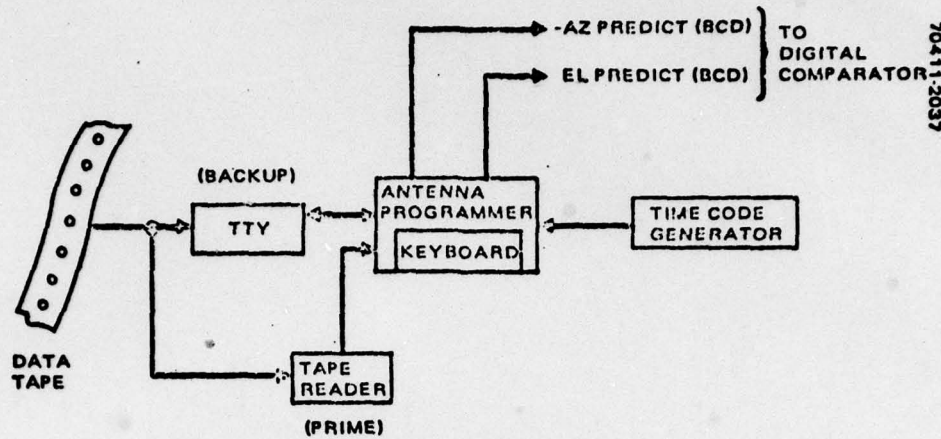 -AZ PREDICT (BCD)
EL PREDICT (BCD)
TO
DIGITAL
COMPARATOR
70411-2037
(BACKUP)
TTY
ANTENNA
PROGRAMMER
KEYBOARD
TIME CODE
GENERATOR
DATA
TAPE
TAPE
READER
(PRIME)